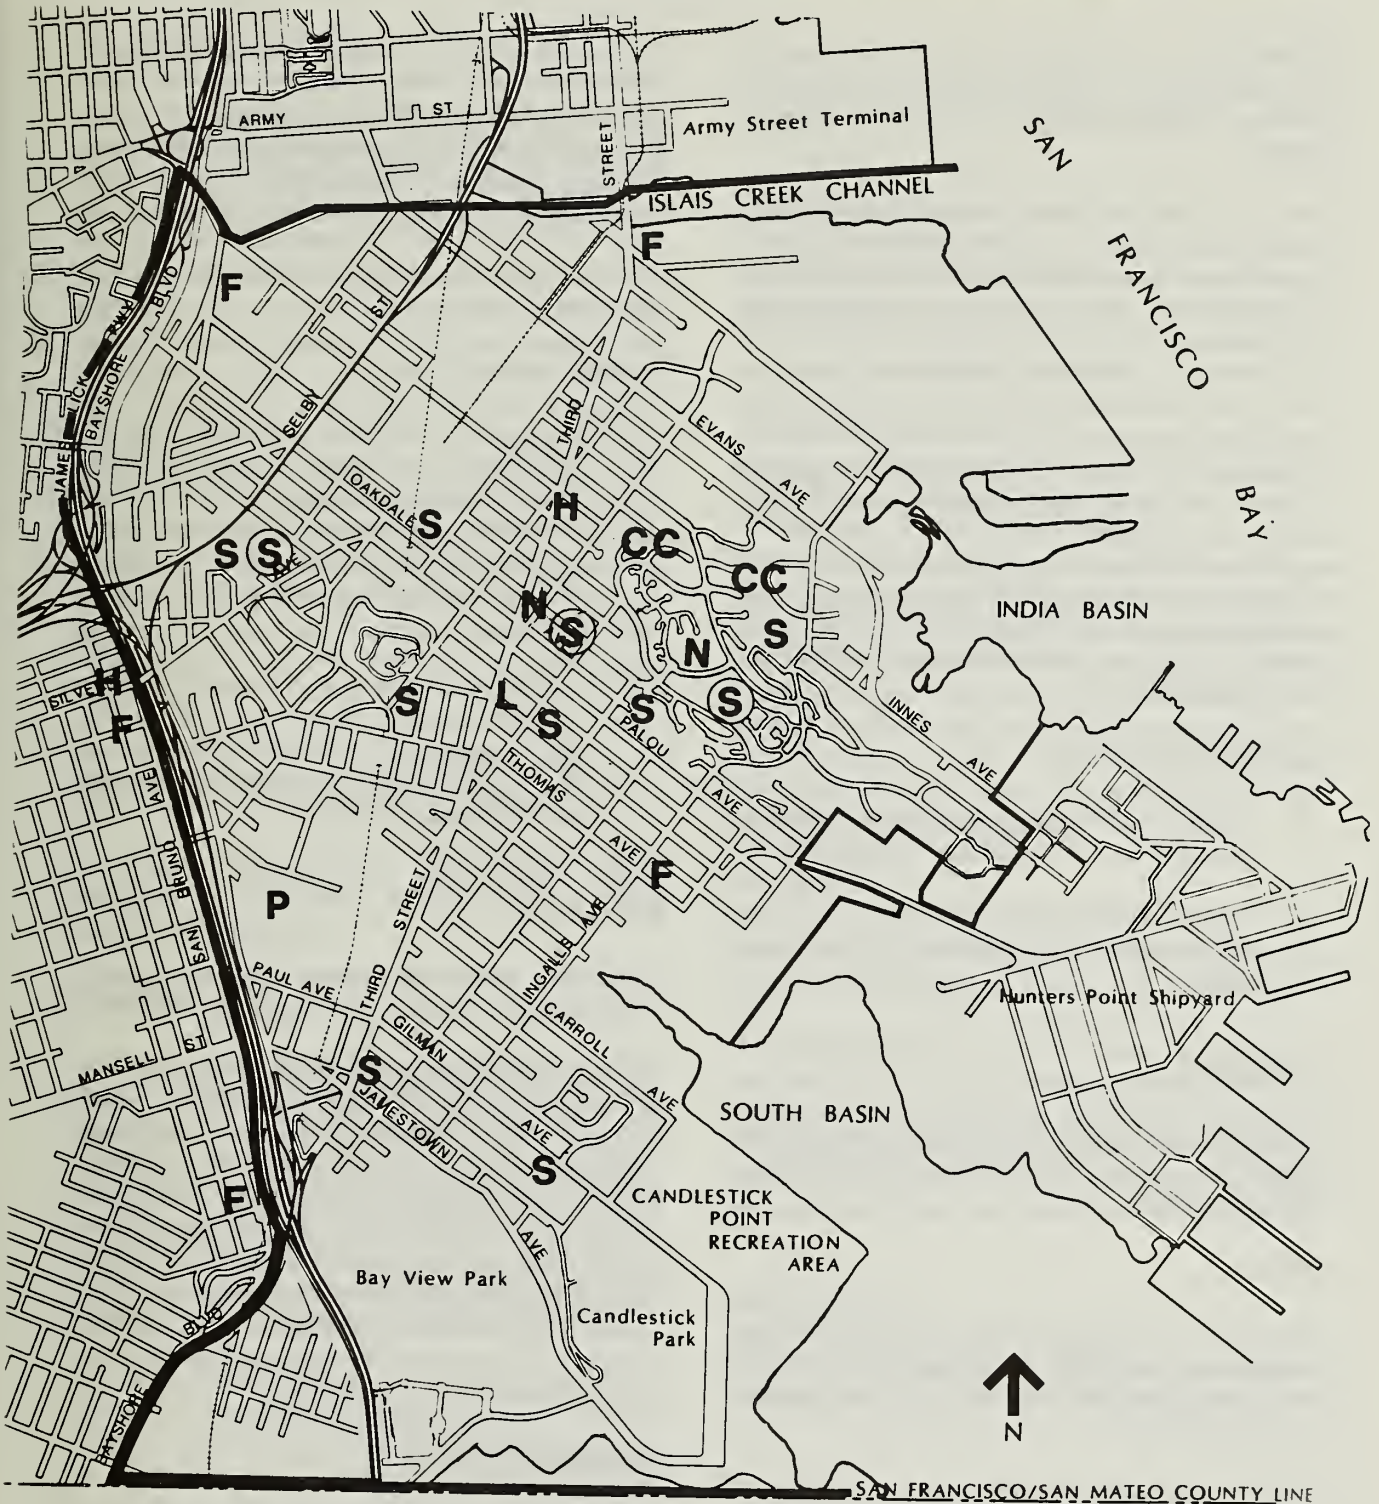 ARMY
ST
STREET
Army Street Terminal
SAN
FRANCISCO
BAY
ISLAIS CREEK CHANNEL
F
F
BLVD
FWY
LICK
JAMES
BAYSHORE
ST
SELBY
THIRD
EVANS
AVE
OAKDALE
AVE
S
H
S
S
CC
CC
INDIA BASIN
N
AVE
S
S
N
H
SILVER
F
S
L
S
S
S
PALOU
AVE
INNES
AVE
THOMAS
AVE
F
AVE
BRUNO
SAN
P
STREET
THIRD
INGALLS
AVE
PAUL AVE
GILMAN
AVE
CARROLL
AVE
Hunters Point Shipyard
MANSELL
ST
S
JAMESTOWN
AVE
SOUTH BASIN
S
F
CANDLESTICK
POINT
RECREATION
AREA
Bay View Park
Candlestick
Park
BLVD
BAYSHORE
N
SAN FRANCISCO/SAN MATEO COUNTY LINE